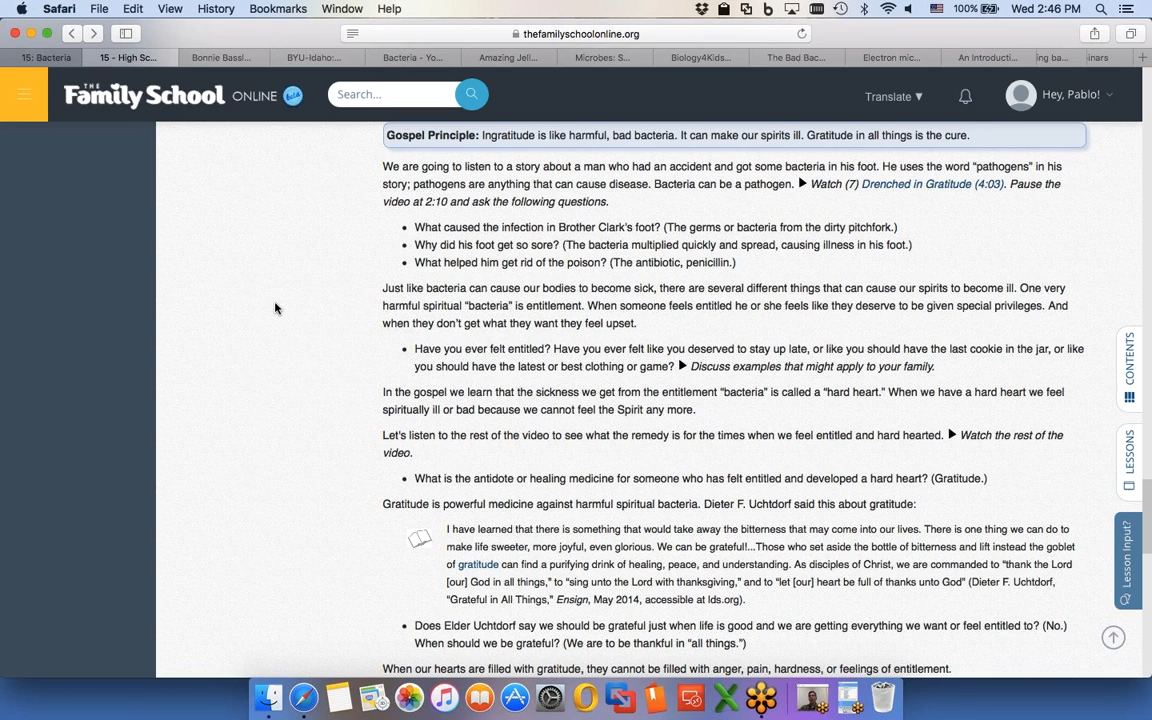 Safari File Edit View History Bookmarks Window Help 100% Wed 2:46 PM
thefamilyschoolonline.org
15: Bacteria 15 - High Sc... Bonnie Bassl... BYU-Idaho:... Bacteria - Yo... Amazing Jell... Microbes: S... Biology4Kids... The Bad Bac... Electron mic... An Introducti... ing ba... inars
THE Family School ONLINE beta Search... Translate ▼ Hey, Pablo!
Gospel Principle: Ingratitude is like harmful, bad bacteria. It can make our spirits ill. Gratitude in all things is the cure.
We are going to listen to a story about a man who had an accident and got some bacteria in his foot. He uses the word “pathogens” in his
story; pathogens are anything that can cause disease. Bacteria can be a pathogen. ▶ Watch (7) Drenched in Gratitude (4:03). Pause the
video at 2:10 and ask the following questions.
• What caused the infection in Brother Clark’s foot? (The germs or bacteria from the dirty pitchfork.)
• Why did his foot get so sore? (The bacteria multiplied quickly and spread, causing illness in his foot.)
• What helped him get rid of the poison? (The antibiotic, penicillin.)
Just like bacteria can cause our bodies to become sick, there are several different things that can cause our spirits to become ill. One very
harmful spiritual “bacteria” is entitlement. When someone feels entitled he or she feels like they deserve to be given special privileges. And
when they don’t get what they want they feel upset.
• Have you ever felt entitled? Have you ever felt like you deserved to stay up late, or like you should have the last cookie in the jar, or like
you should have the latest or best clothing or game? ▶ Discuss examples that might apply to your family.
In the gospel we learn that the sickness we get from the entitlement “bacteria” is called a “hard heart.” When we have a hard heart we feel
spiritually ill or bad because we cannot feel the Spirit any more.
Let’s listen to the rest of the video to see what the remedy is for the times when we feel entitled and hard hearted. ▶ Watch the rest of the
video.
• What is the antidote or healing medicine for someone who has felt entitled and developed a hard heart? (Gratitude.)
Gratitude is powerful medicine against harmful spiritual bacteria. Dieter F. Uchtdorf said this about gratitude:
I have learned that there is something that would take away the bitterness that may come into our lives. There is one thing we can do to
make life sweeter, more joyful, even glorious. We can be grateful!...Those who set aside the bottle of bitterness and lift instead the goblet
of gratitude can find a purifying drink of healing, peace, and understanding. As disciples of Christ, we are commanded to “thank the Lord
[our] God in all things,” to “sing unto the Lord with thanksgiving,” and to “let [our] heart be full of thanks unto God” (Dieter F. Uchtdorf,
“Grateful in All Things,” Ensign, May 2014, accessible at lds.org).
• Does Elder Uchtdorf say we should be grateful just when life is good and we are getting everything we want or feel entitled to? (No.)
When should we be grateful? (We are to be thankful in “all things.”)
When our hearts are filled with gratitude, they cannot be filled with anger, pain, hardness, or feelings of entitlement.
CONTENTS
LESSONS
Lesson Input?